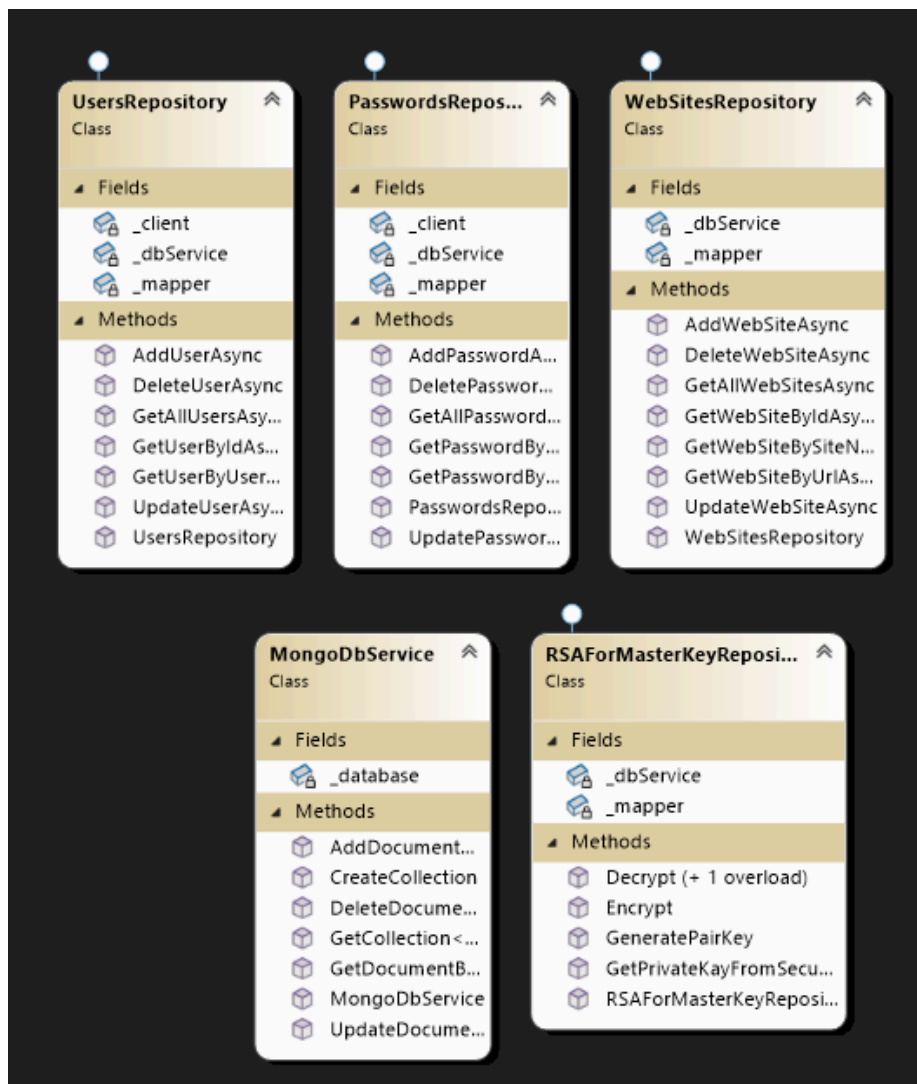 UsersRepository
Class
Fields
_client
_dbService
_mapper
Methods
AddUserAsync
DeleteUserAsync
GetAllUsersAsy...
GetUserByIdAs...
GetUserByUser...
UpdateUserAsy...
UsersRepository
PasswordsRepos...
Class
Fields
_client
_dbService
_mapper
Methods
AddPasswordA...
DeletePasswor...
GetAllPassword...
GetPasswordBy...
GetPasswordBy...
PasswordsRepo...
UpdatePasswor...
WebSitesRepository
Class
Fields
_dbService
_mapper
Methods
AddWebSiteAsync
DeleteWebSiteAsync
GetAllWebSitesAsync
GetWebSiteByIdAsy...
GetWebSiteBySiteN...
GetWebSiteByUrlAs...
UpdateWebSiteAsync
WebSitesRepository
MongoDbService
Class
Fields
_database
Methods
AddDocument...
CreateCollection
DeleteDocume...
GetCollection<...
GetDocumentB...
MongoDbService
UpdateDocume...
RSAForMasterKeyReposi...
Class
Fields
_dbService
_mapper
Methods
Decrypt (+ 1 overload)
Encrypt
GeneratePairKey
GetPrivateKayFromSecu...
RSAForMasterKeyReposi...